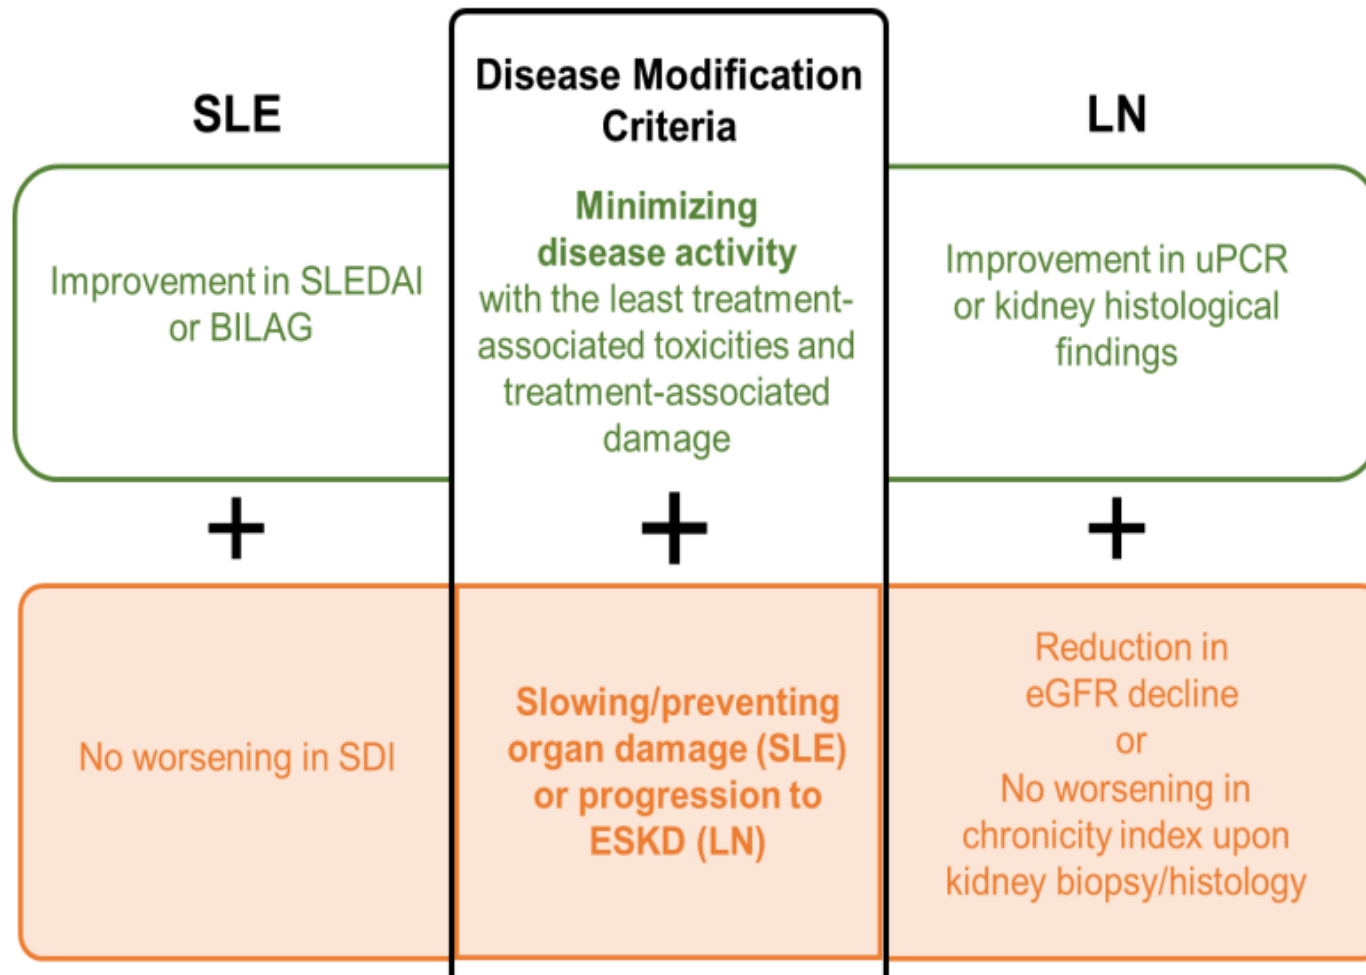 SLE
Disease Modification
Criteria
LN
Improvement in SLEDAI
or BILAG
Minimizing
disease activity
with the least treatment-
associated toxicities and
treatment-associated
damage
Improvement in uPCR
or kidney histological
findings
+
+
+
No worsening in SDI
Slowing/preventing
organ damage (SLE)
or progression to
ESKD (LN)
Reduction in
eGFR decline
or
No worsening in
chronicity index upon
kidney biopsy/histology